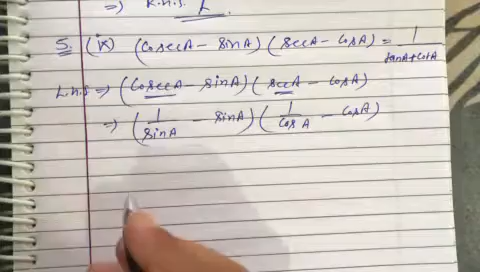 ⇒ R.H.S. L
5. (ix) (CosecA - SinA) (SecA - CosA) = 1/tanA+CotA
L.H.S ⇒ (CosecA - SinA) (SecA - CosA)
⇒ (1/SinA - SinA) (1/CosA - CosA)